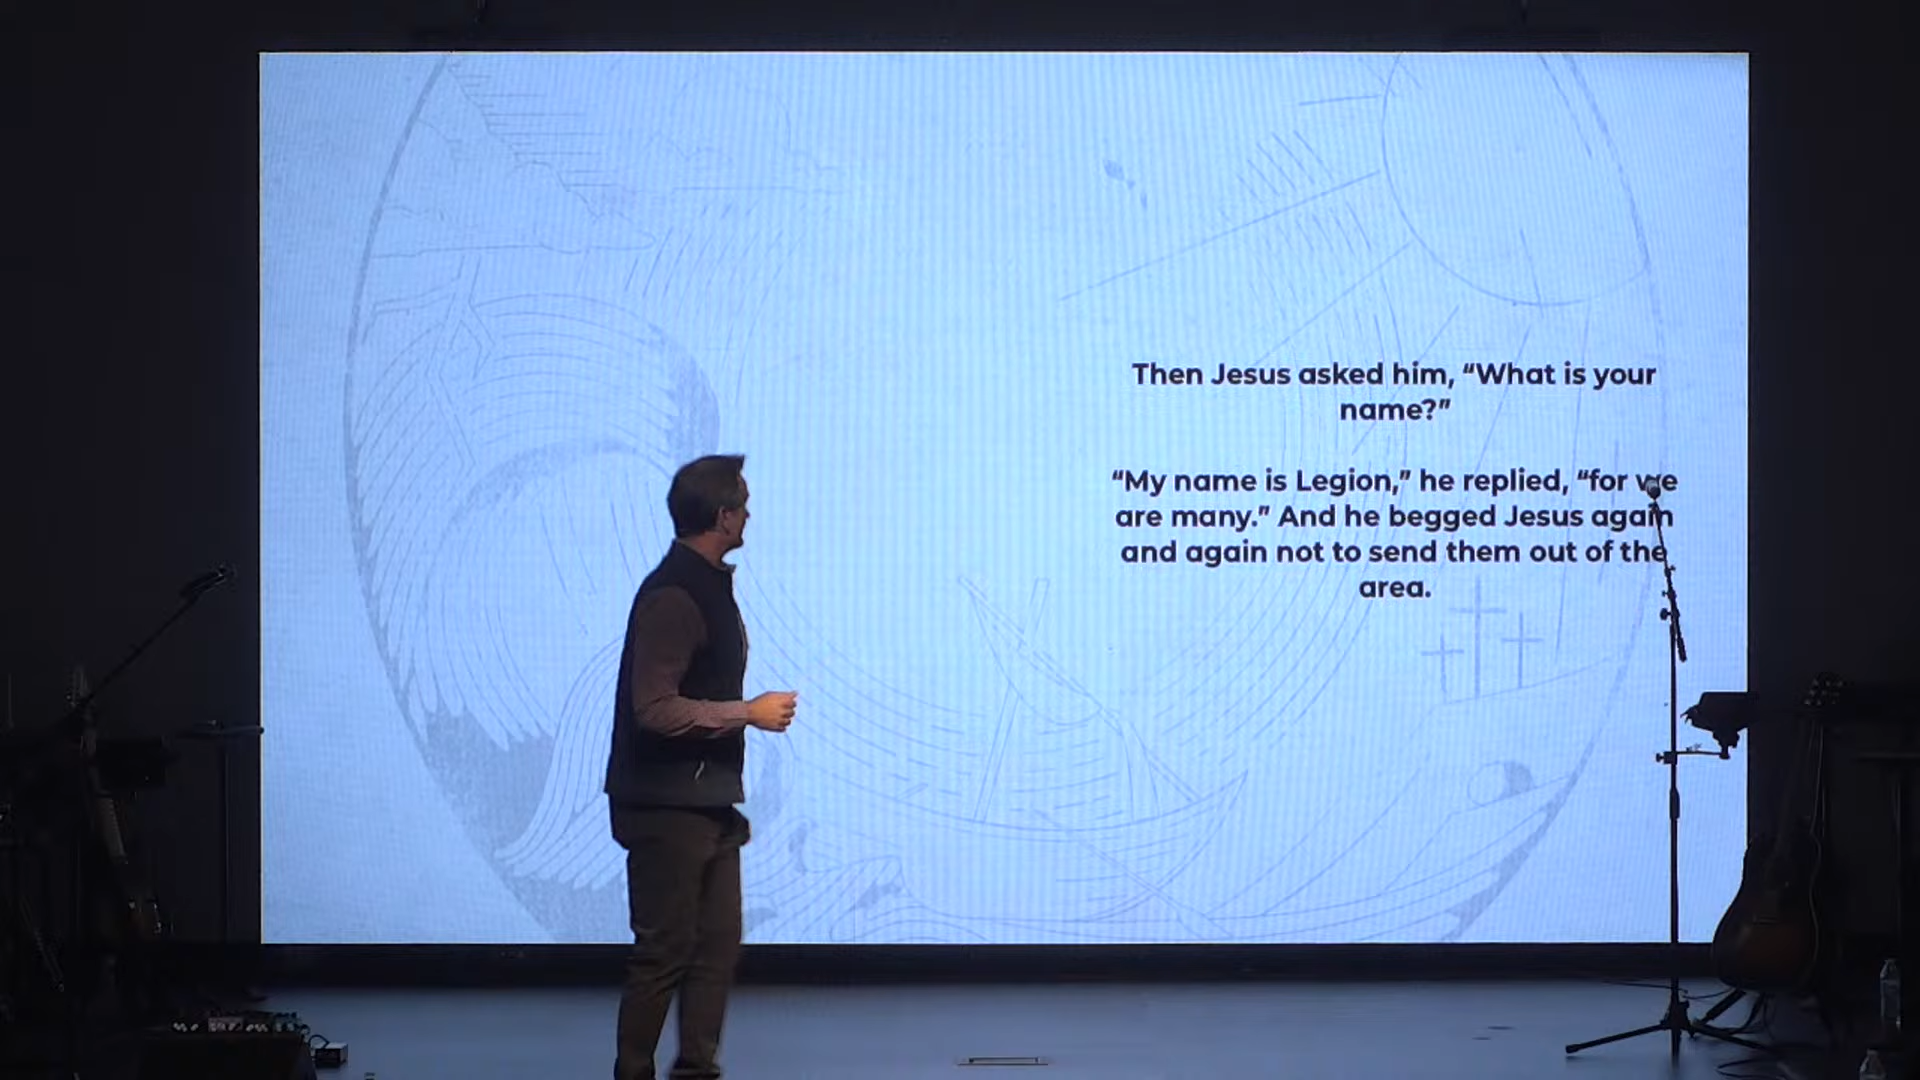 Then Jesus asked him, “What is your
name?”
“My name is Legion,” he replied, “for we
are many.” And he begged Jesus again
and again not to send them out of the
area.